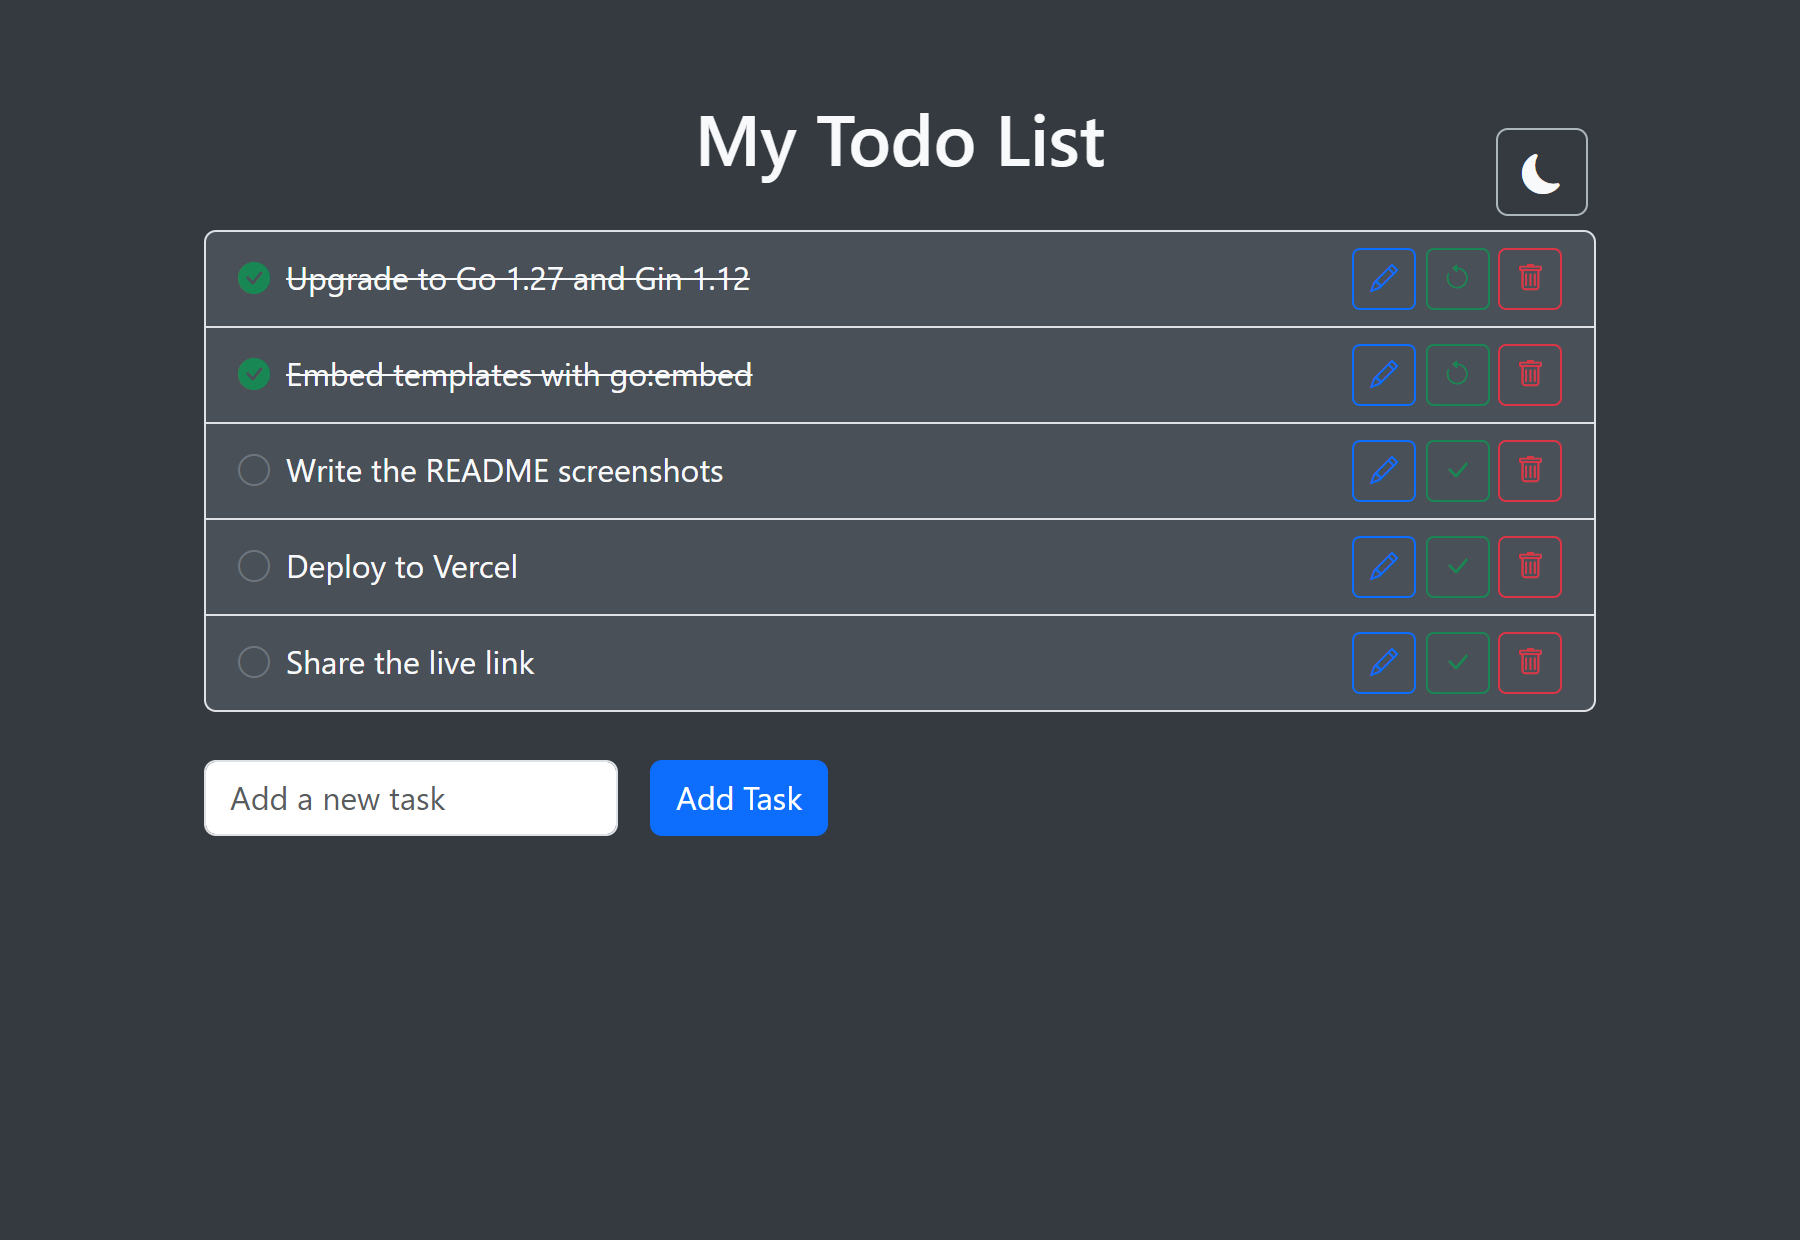 My Todo List
Upgrade to Go 1.27 and Gin 1.12
Embed templates with go:embed
Write the README screenshots
Deploy to Vercel
Share the live link
Add a new task
Add Task